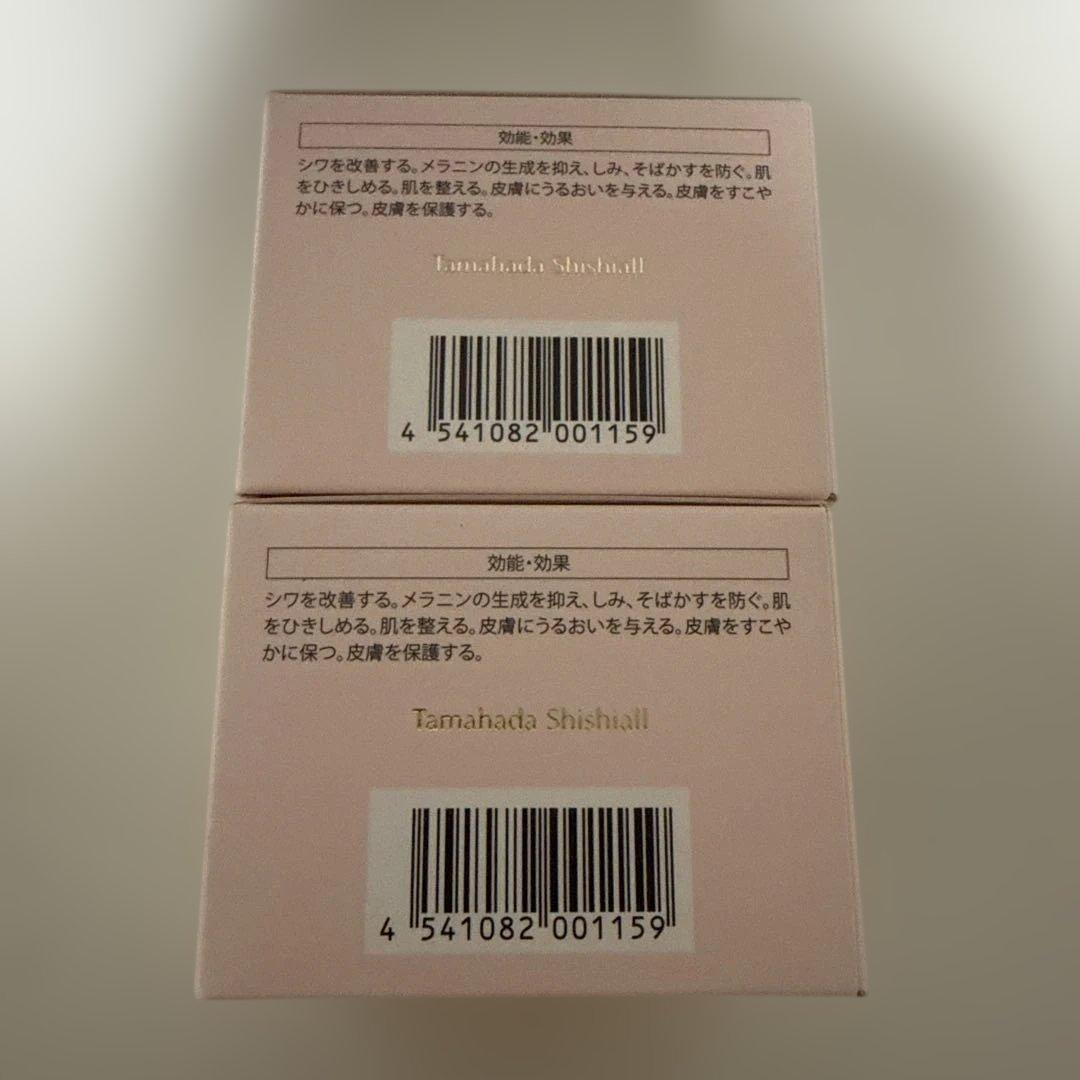 効能・効果
シワを改善する。メラニンの生成を抑え、しみ、そばかすを防ぐ。肌
をひきしめる。肌を整える。皮膚にうるおいを与える。皮膚をすこや
かに保つ。皮膚を保護する。
Tamahada Shishiall
4 541082 001159
効能・効果
シワを改善する。メラニンの生成を抑え、しみ、そばかすを防ぐ。肌
をひきしめる。肌を整える。皮膚にうるおいを与える。皮膚をすこや
かに保つ。皮膚を保護する。
Tamahada Shishiall
4 541082 001159